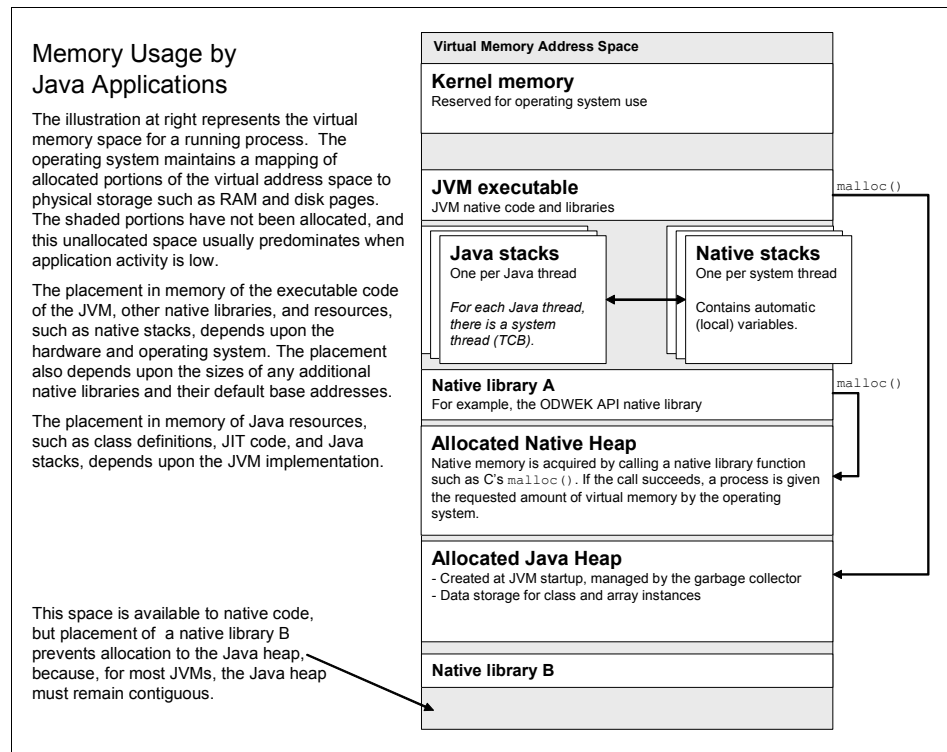 Memory Usage by
Java Applications
The illustration at right represents the virtual
memory space for a running process. The
operating system maintains a mapping of
allocated portions of the virtual address space to
physical storage such as RAM and disk pages.
The shaded portions have not been allocated, and
this unallocated space usually predominates when
application activity is low.
The placement in memory of the executable code
of the JVM, other native libraries, and resources,
such as native stacks, depends upon the
hardware and operating system. The placement
also depends upon the sizes of any additional
native libraries and their default base addresses.
The placement in memory of Java resources,
such as class definitions, JIT code, and Java
stacks, depends upon the JVM implementation.
This space is available to native code,
but placement of a native library B
prevents allocation to the Java heap,
because, for most JVMs, the Java heap
must remain contiguous.
Virtual Memory Address Space
Kernel memory
Reserved for operating system use
JVM executable
JVM native code and libraries
malloc()
Java stacks
One per Java thread
For each Java thread,
there is a system
thread (TCB).
Native stacks
One per system thread
Contains automatic
(local) variables.
Native library A
For example, the ODWEK API native library
malloc()
Allocated Native Heap
Native memory is acquired by calling a native library function
such as C's malloc(). If the call succeeds, a process is given
the requested amount of virtual memory by the operating
system.
Allocated Java Heap
- Created at JVM startup, managed by the garbage collector
- Data storage for class and array instances
Native library B